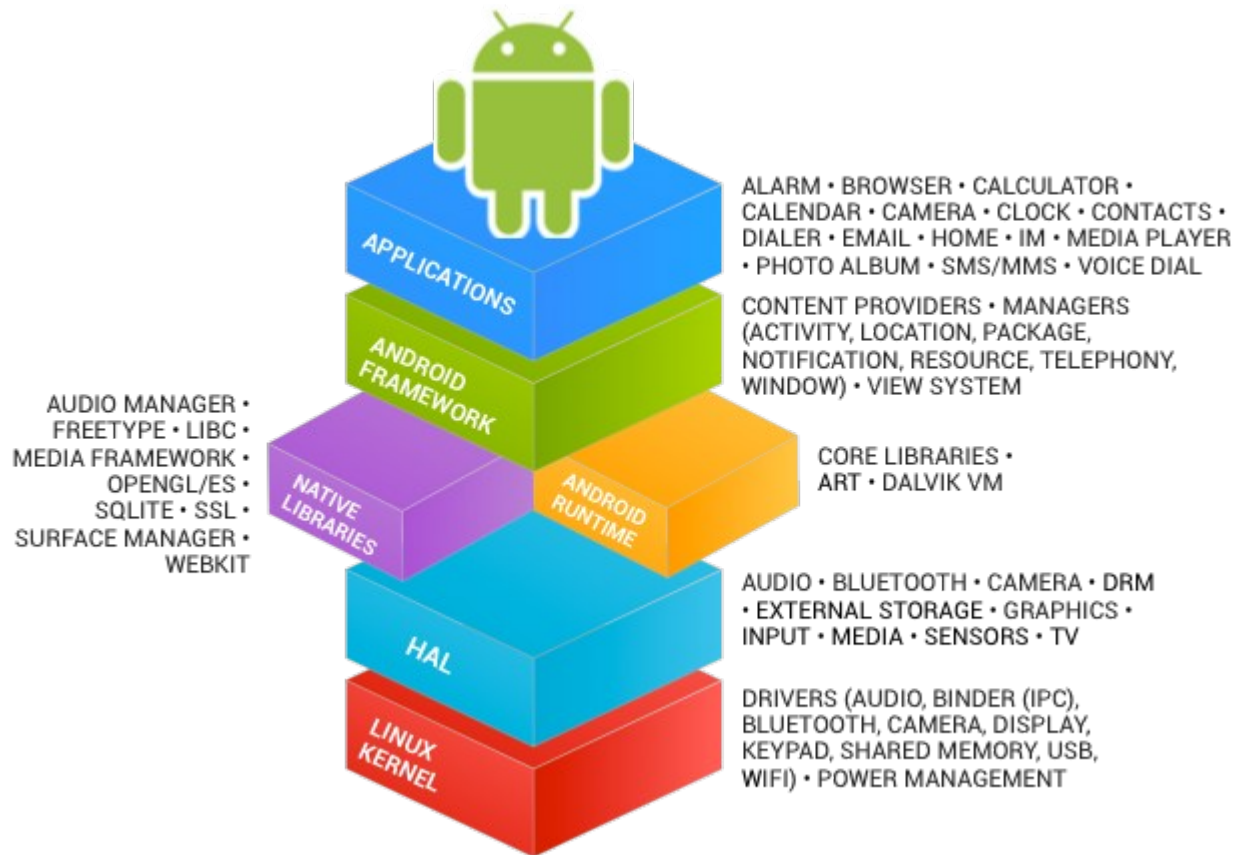 ALARM • BROWSER • CALCULATOR •
CALENDAR • CAMERA • CLOCK • CONTACTS •
DIALER • EMAIL • HOME • IM • MEDIA PLAYER
• PHOTO ALBUM • SMS/MMS • VOICE DIAL
APPLICATIONS
CONTENT PROVIDERS • MANAGERS
(ACTIVITY, LOCATION, PACKAGE,
NOTIFICATION, RESOURCE, TELEPHONY,
WINDOW) • VIEW SYSTEM
ANDROID
FRAMEWORK
AUDIO MANAGER •
FREETYPE • LIBC •
MEDIA FRAMEWORK •
OPENGL/ES •
SQLITE • SSL •
SURFACE MANAGER •
WEBKIT
NATIVE
LIBRARIES
ANDROID
RUNTIME
CORE LIBRARIES •
ART • DALVIK VM
HAL
AUDIO • BLUETOOTH • CAMERA • DRM
• EXTERNAL STORAGE • GRAPHICS •
INPUT • MEDIA • SENSORS • TV
LINUX
KERNEL
DRIVERS (AUDIO, BINDER (IPC),
BLUETOOTH, CAMERA, DISPLAY,
KEYPAD, SHARED MEMORY, USB,
WIFI) • POWER MANAGEMENT